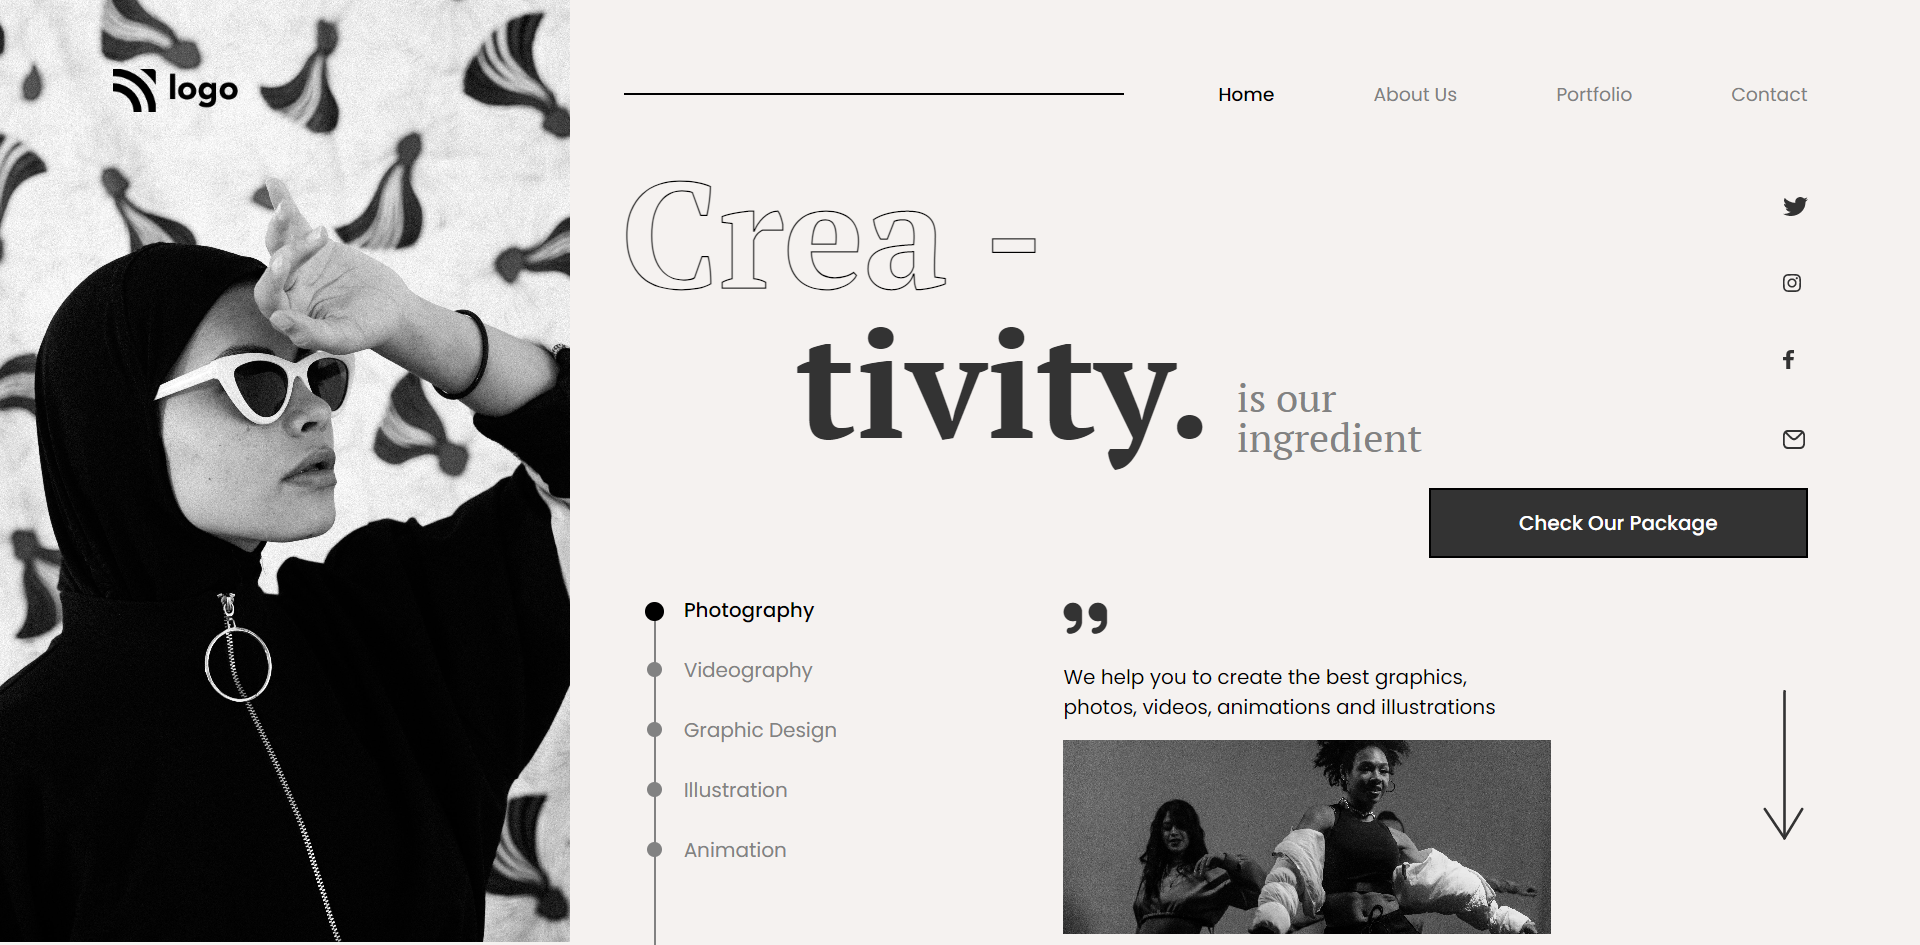 logo
Home
About Us
Portfolio
Contact
Crea -
tivity.
is our
ingredient
Check Our Package
Photography
Videography
Graphic Design
Illustration
Animation
”
We help you to create the best graphics,
photos, videos, animations and illustrations